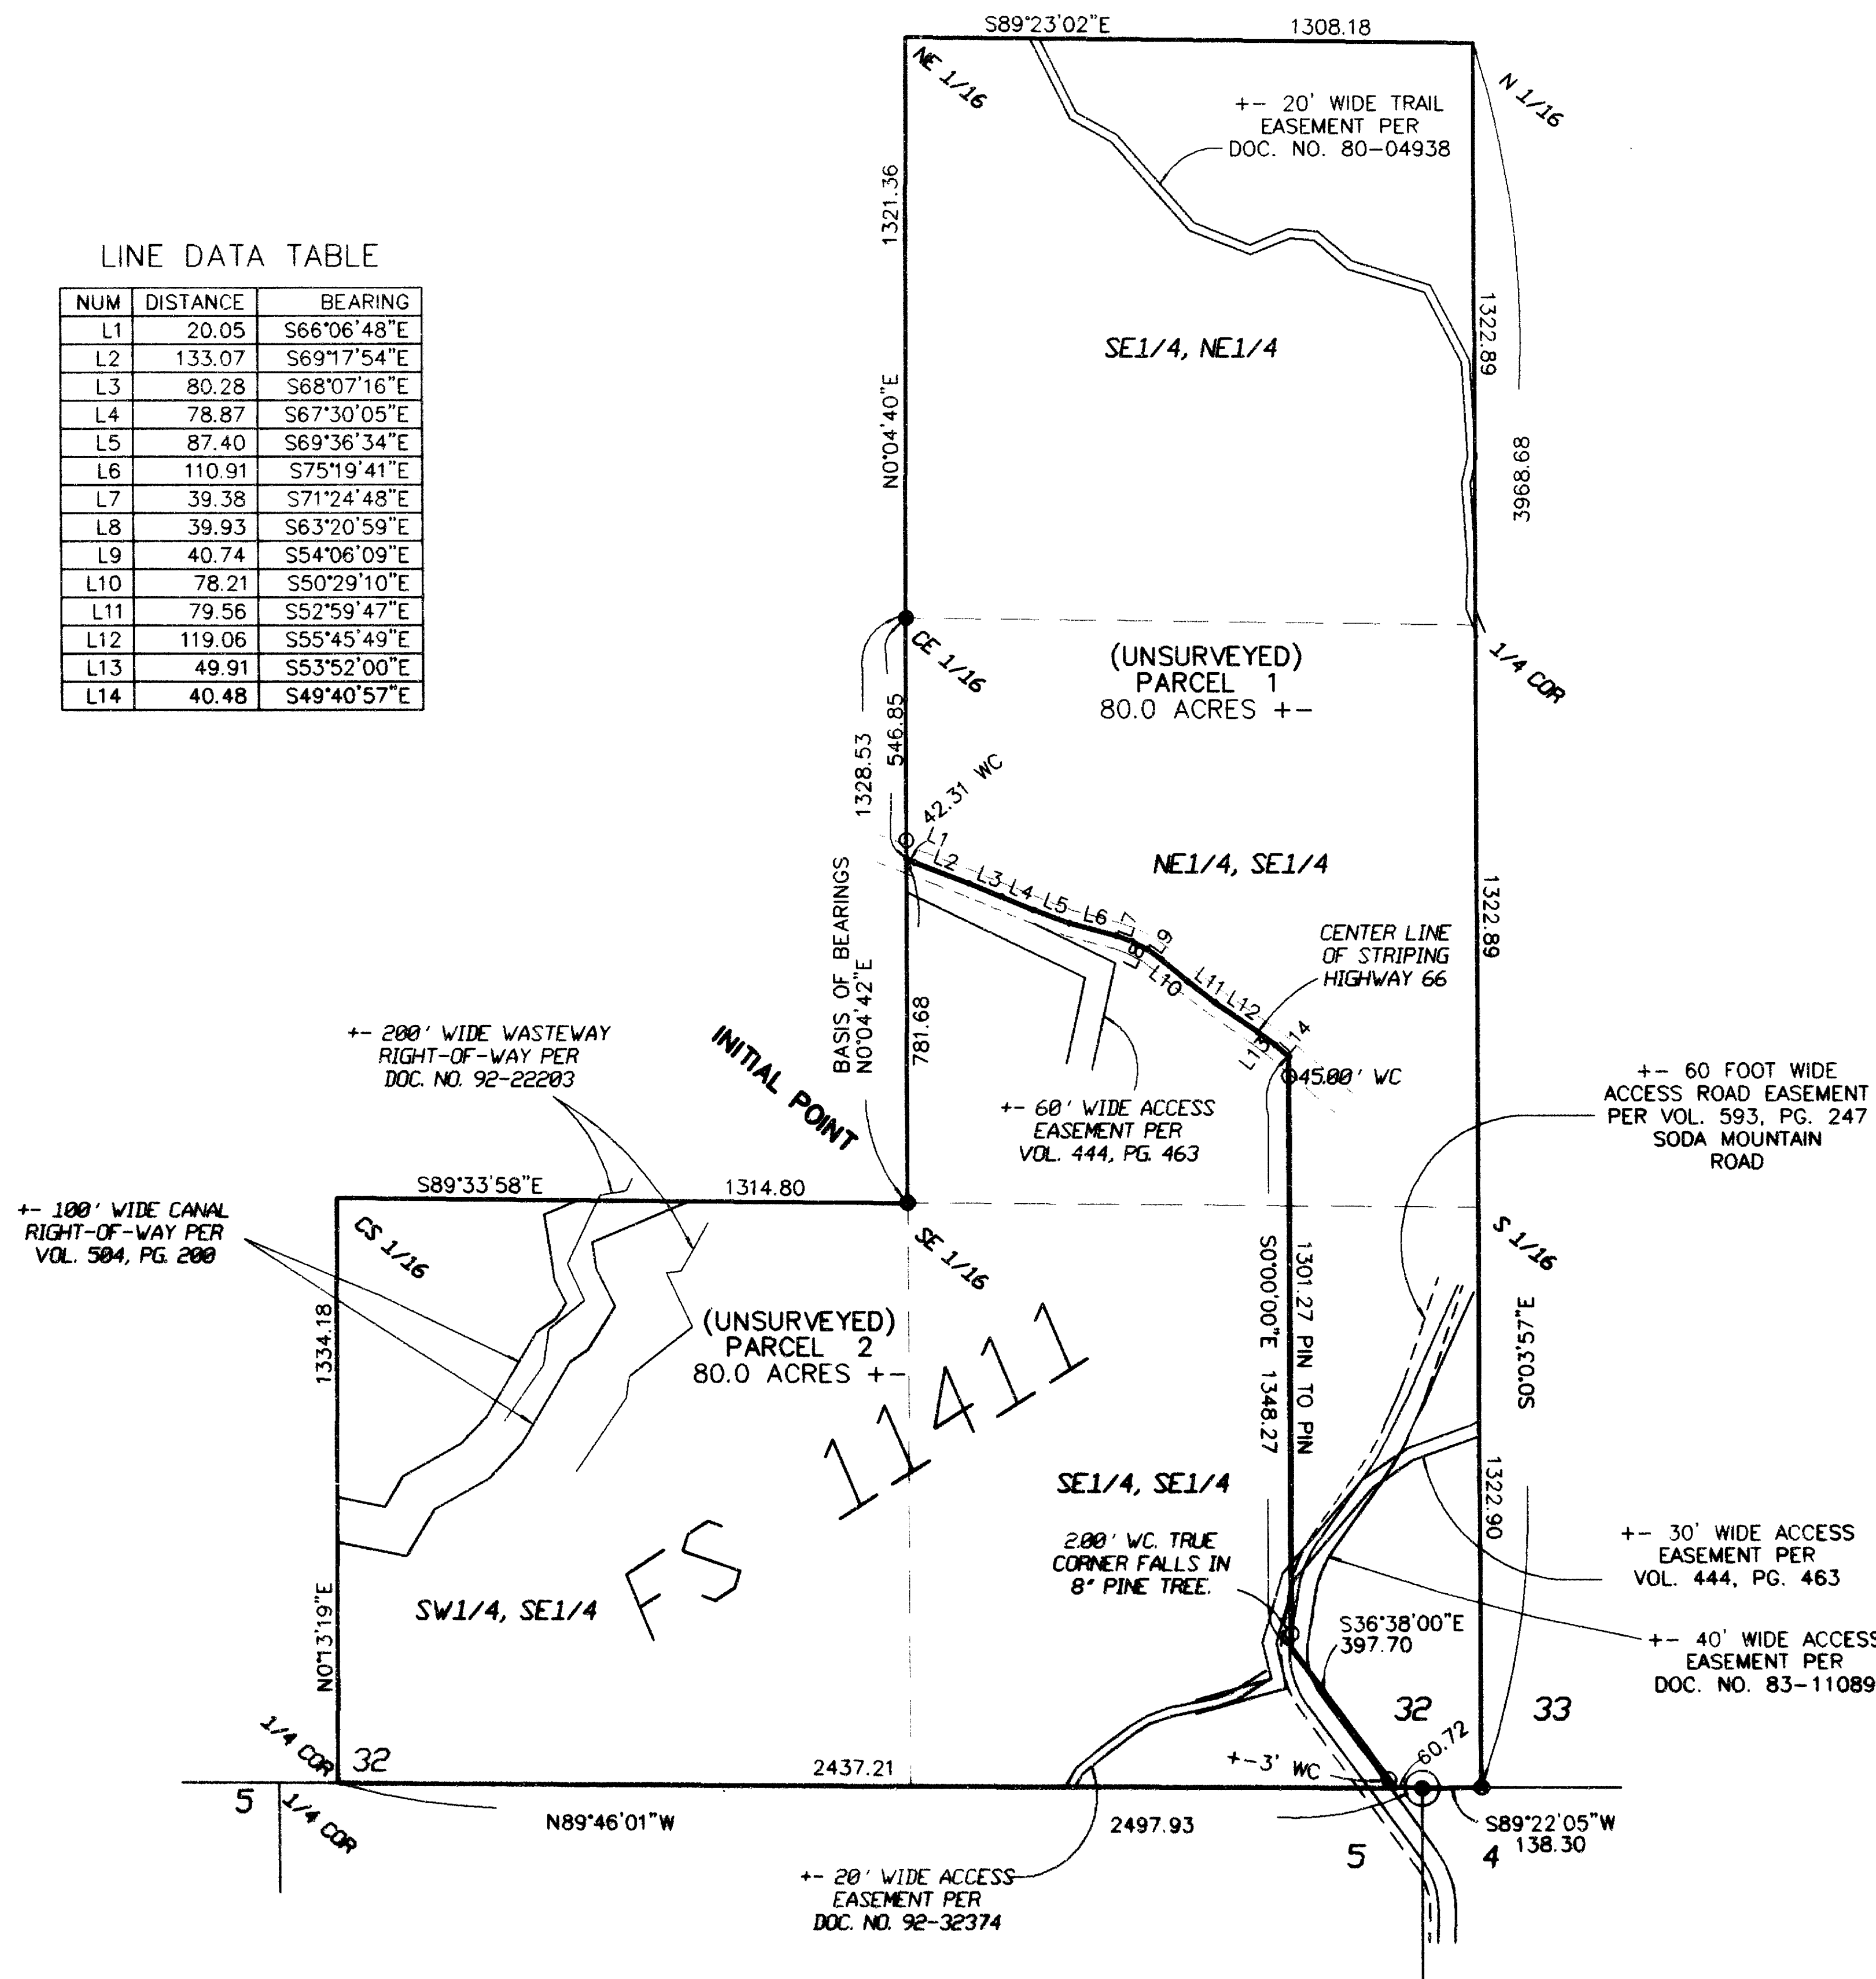 S89°23'02"E 1308.18
NE 1/16
N 1/16
+- 20' WIDE TRAIL
EASEMENT PER
DOC. NO. 80-04938
1321.36
N0°04'40"E
1322.89
3968.68
SE1/4, NE1/4
LINE DATA TABLE
NUM DISTANCE BEARING
L1 20.05 S66°06'48"E
L2 133.07 S69°17'54"E
L3 80.28 S68°07'16"E
L4 78.87 S67°30'05"E
L5 87.40 S69°36'34"E
L6 110.91 S75°19'41"E
L7 39.38 S71°24'48"E
L8 39.93 S63°20'59"E
L9 40.74 S54°06'09"E
L10 78.21 S50°29'10"E
L11 79.56 S52°59'47"E
L12 119.06 S55°45'49"E
L13 49.91 S53°52'00"E
L14 40.48 S49°40'57"E
CE 1/16
1/4 COR
(UNSURVEYED)
PARCEL 1
80.0 ACRES +-
1328.53
546.85
42.31 WC
L1
L2
L3
L4
L5
L6
L7
L8
L9
L10
L11
L12
L13
L14
NE1/4, SE1/4
1322.89
CENTER LINE
OF STRIPING
HIGHWAY 66
BASIS OF BEARINGS
N0°04'42"E
781.68
45.00' WC
INITIAL POINT
+- 60' WIDE ACCESS
EASEMENT PER
VOL. 444, PG. 463
+- 200' WIDE WASTEWAY
RIGHT-OF-WAY PER
DOC. NO. 92-22203
+- 60 FOOT WIDE
ACCESS ROAD EASEMENT
PER VOL. 593, PG. 247
SODA MOUNTAIN
ROAD
S89°33'58"E 1314.80
+- 100' WIDE CANAL
RIGHT-OF-WAY PER
VOL. 504, PG. 200
CS 1/16
SE 1/16
S 1/16
1301.27 PIN TO PIN
S0°00'00"E 1348.27
S0°03'57"E
1334.18
N0°13'19"E
(UNSURVEYED)
PARCEL 2
80.0 ACRES +-
FS 11411
SE1/4, SE1/4
1322.90
2.00' WC. TRUE
CORNER FALLS IN
8" PINE TREE.
+- 30' WIDE ACCESS
EASEMENT PER
VOL. 444, PG. 463
SW1/4, SE1/4
S36°38'00"E
397.70
+- 40' WIDE ACCESS
EASEMENT PER
DOC. NO. 83-11089
32 33
1/4 COR
32
2437.21
+-3' WC
60.72
5
1/4 COR
N89°46'01"W
2497.93
S89°22'05"W
138.30
5 4
+- 20' WIDE ACCESS
EASEMENT PER
DOC. NO. 92-32374